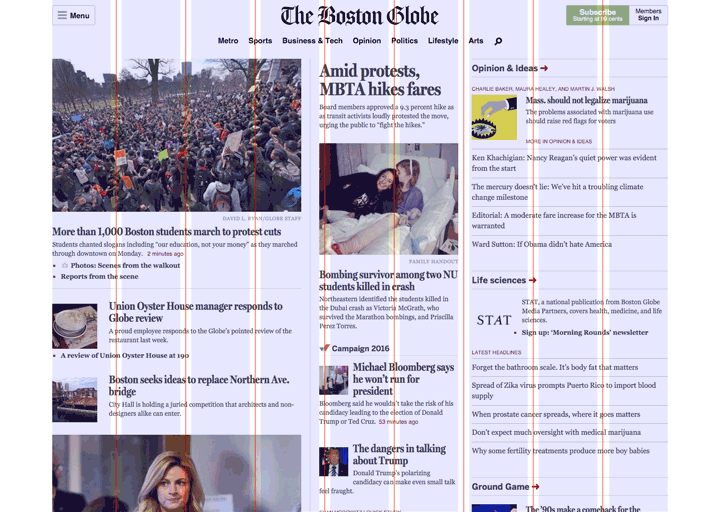 Menu
The Boston Globe
Subscribe
Starting at 99 cents
Members
Sign In
Metro Sports Business & Tech Opinion Politics Lifestyle Arts
DAVID L. RYAN/GLOBE STAFF
More than 1,000 Boston students march to protest cuts
Students chanted slogans including “our education, not your money” as they marched
through downtown on Monday. 2 minutes ago
Photos: Scenes from the walkout
Reports from the scene
Union Oyster House manager responds to
Globe review
A proud employee responds to the Globe's pointed review of the
restaurant last week.
A review of Union Oyster House at 190
Boston seeks ideas to replace Northern Ave.
bridge
City Hall is holding a juried competition that architects and non-
designers alike can enter.
Amid protests,
MBTA hikes fares
Board members approved a 9.3 percent hike as
as transit activists loudly protested the move,
urging the public to “fight the hikes.”
FAMILY HANDOUT
Bombing survivor among two NU
students killed in crash
Northeastern identified the students killed in
the Dubai crash as Victoria McGrath, who
survived the Marathon bombings, and Priscilla
Perez Torres.
Campaign 2016
Michael Bloomberg says
he won't run for
president
Bloomberg said he wouldn't take the risk of his
candidacy leading to the election of Donald
Trump or Ted Cruz. 53 minutes ago
The dangers in talking
about Trump
Donald Trump's polarizing
candidacy can make even small talk
feel fraught.
Opinion & Ideas
CHARLIE BAKER, MAURA HEALEY, AND MARTIN J. WALSH
Mass. should not legalize marijuana
The problems associated with marijuana use
should raise red flags for voters
MORE IN OPINION & IDEAS
Ken Khachigian: Nancy Reagan's quiet power was evident
from the start
The mercury doesn't lie: We've hit a troubling climate
change milestone
Editorial: A moderate fare increase for the MBTA is
warranted
Ward Sutton: If Obama didn't hate America
Life sciences
STAT
STAT, a national publication from Boston Globe
Media Partners, covers health, medicine, and life
sciences.
Sign up: 'Morning Rounds' newsletter
LATEST HEADLINES
Forget the bathroom scale. It's body fat that matters
Spread of Zika virus prompts Puerto Rico to import blood
supply
When prostate cancer spreads, where it goes matters
Don't expect much oversight with medical marijuana
Why some fertility treatments produce more boy babies
Ground Game
The '90s make a comeback for the